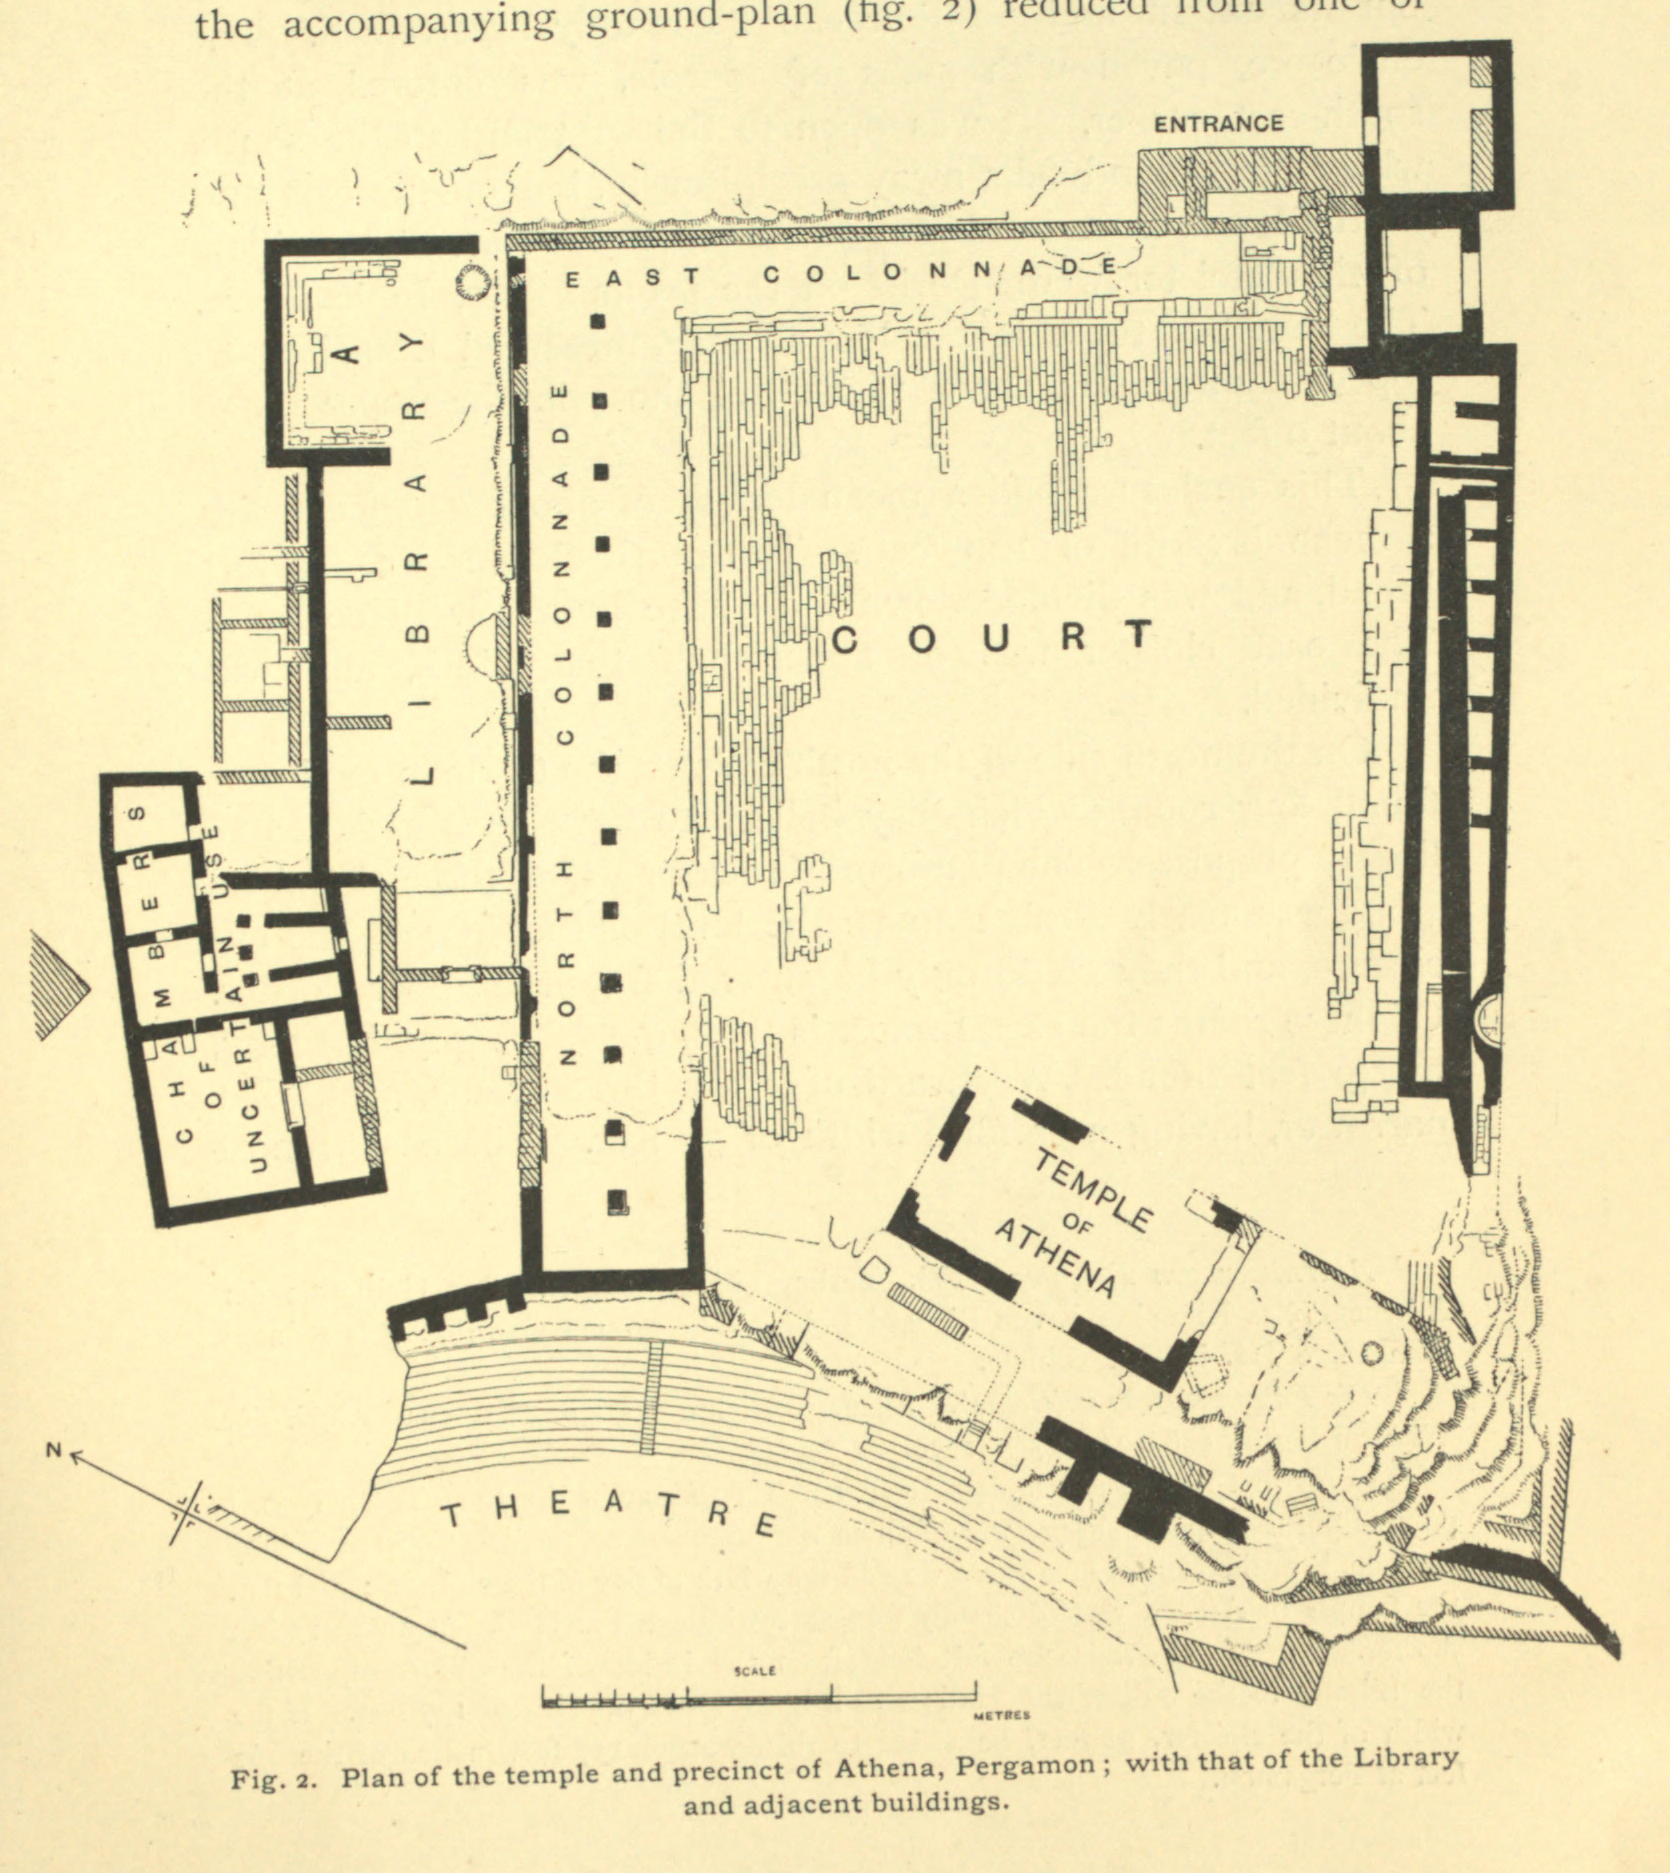 the accompanying ground-plan (fig. 2) reduced from one of
ENTRANCE
EAST COLONNADE
A
LIBRARY
NORTH COLONNADE
COURT
CHAMBERS
OF
UNCERTAIN USE
TEMPLE
OF
ATHENA
THEATRE
N
SCALE
METRES
Fig. 2. Plan of the temple and precinct of Athena, Pergamon; with that of the Library
and adjacent buildings.